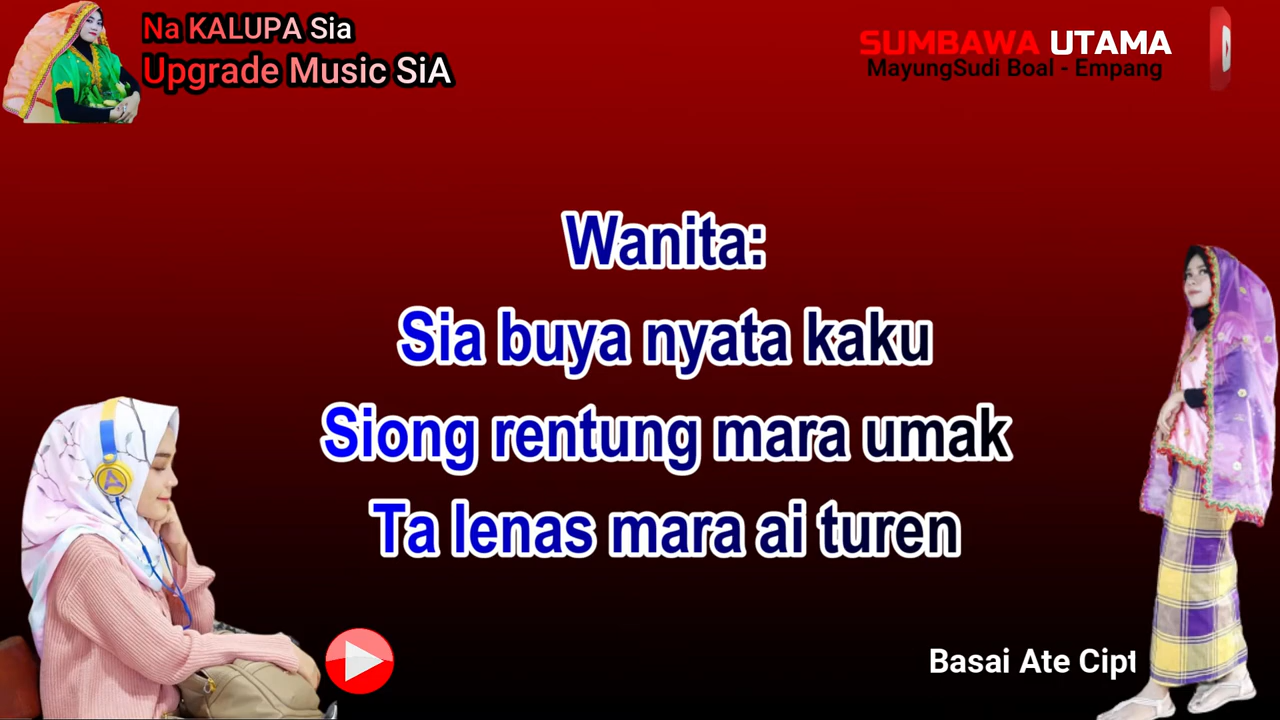 Na KALUPA Sia
Upgrade Music SiA
SUMBAWA UTAMA
MayungSudi Boal - Empang
Wanita:
Sia buya nyata kaku
Siong rentung mara umak
Ta lenas mara ai turen
Basai Ate Cipt